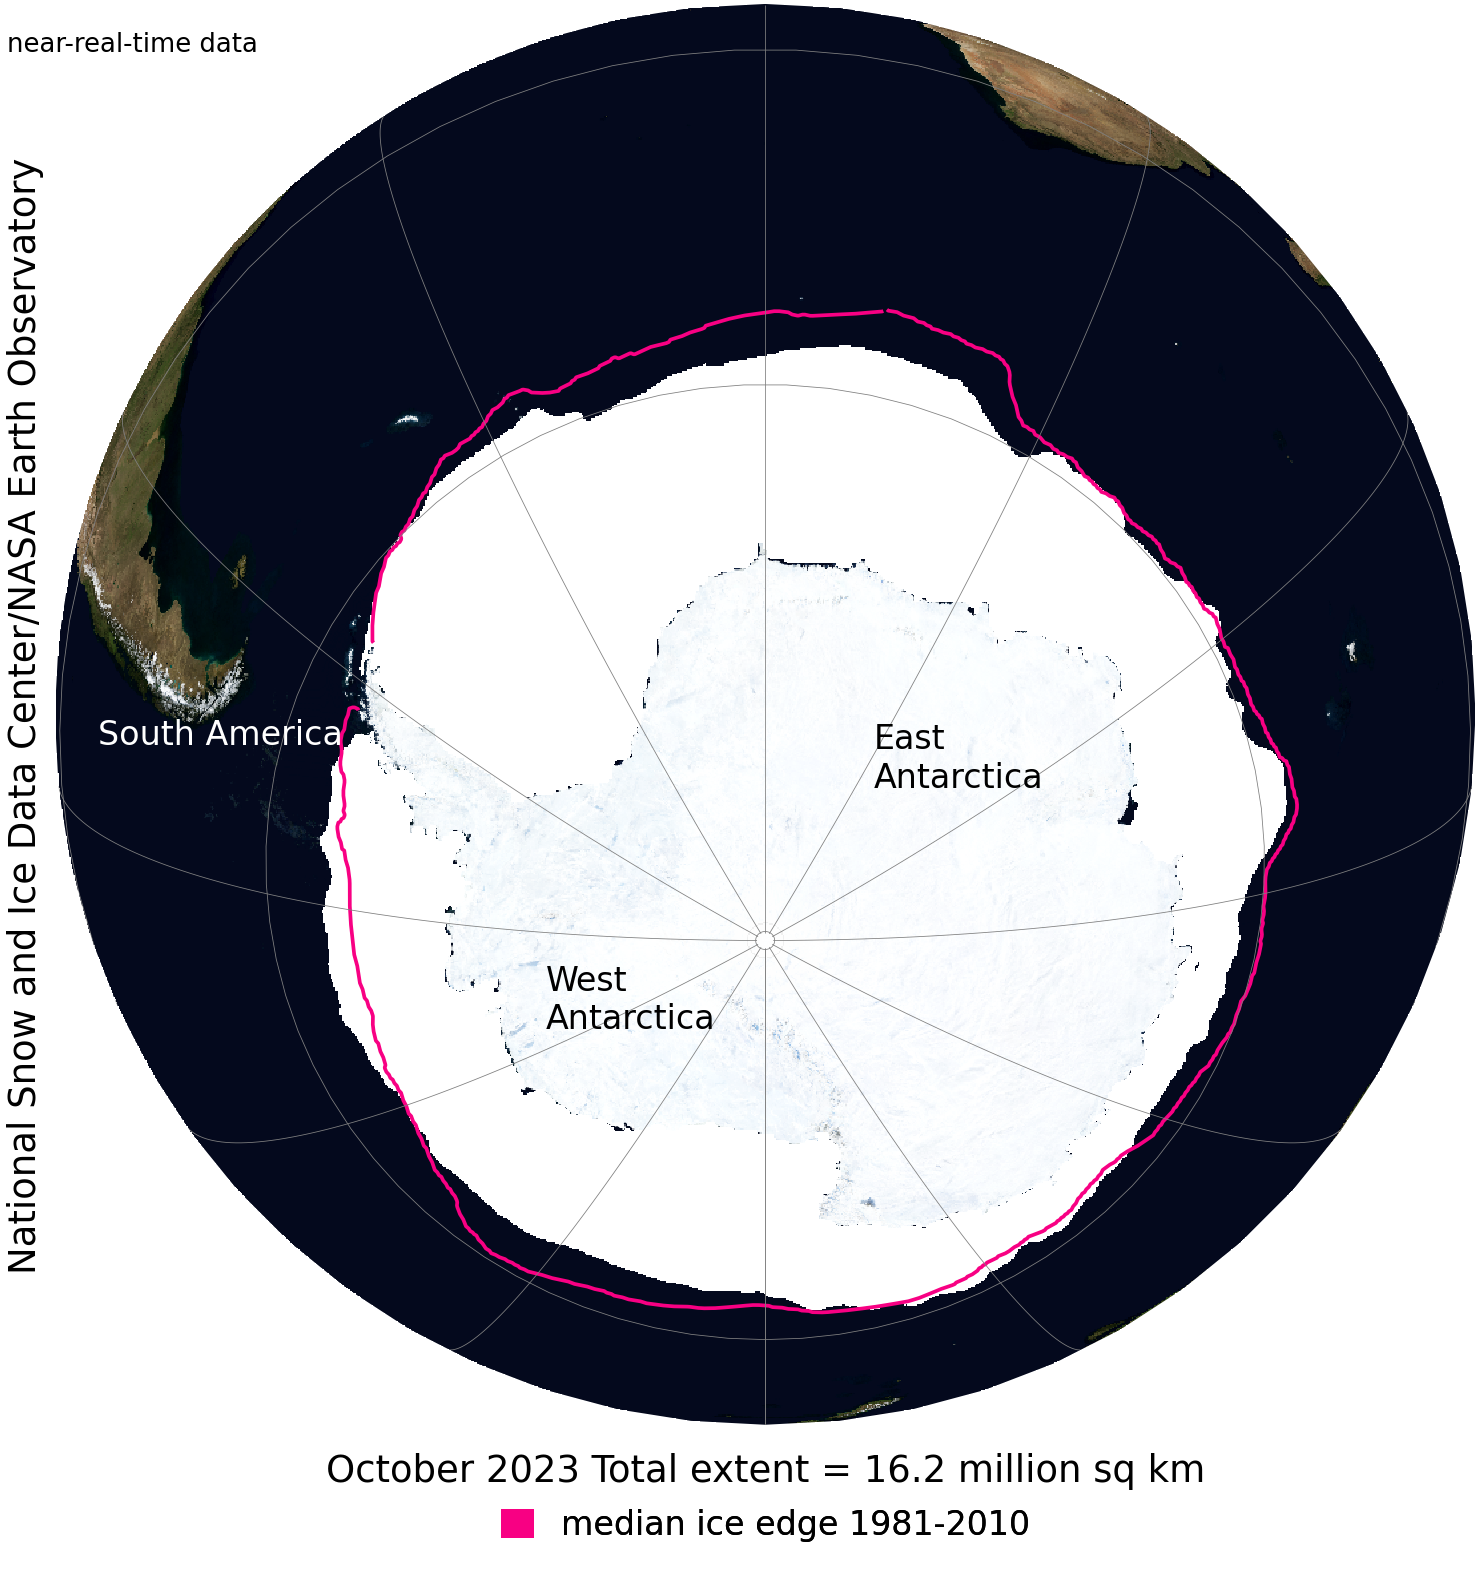 near-real-time data
National Snow and Ice Data Center/NASA Earth Observatory
South America
East
Antarctica
West
Antarctica
October 2023 Total extent = 16.2 million sq km
median ice edge 1981-2010